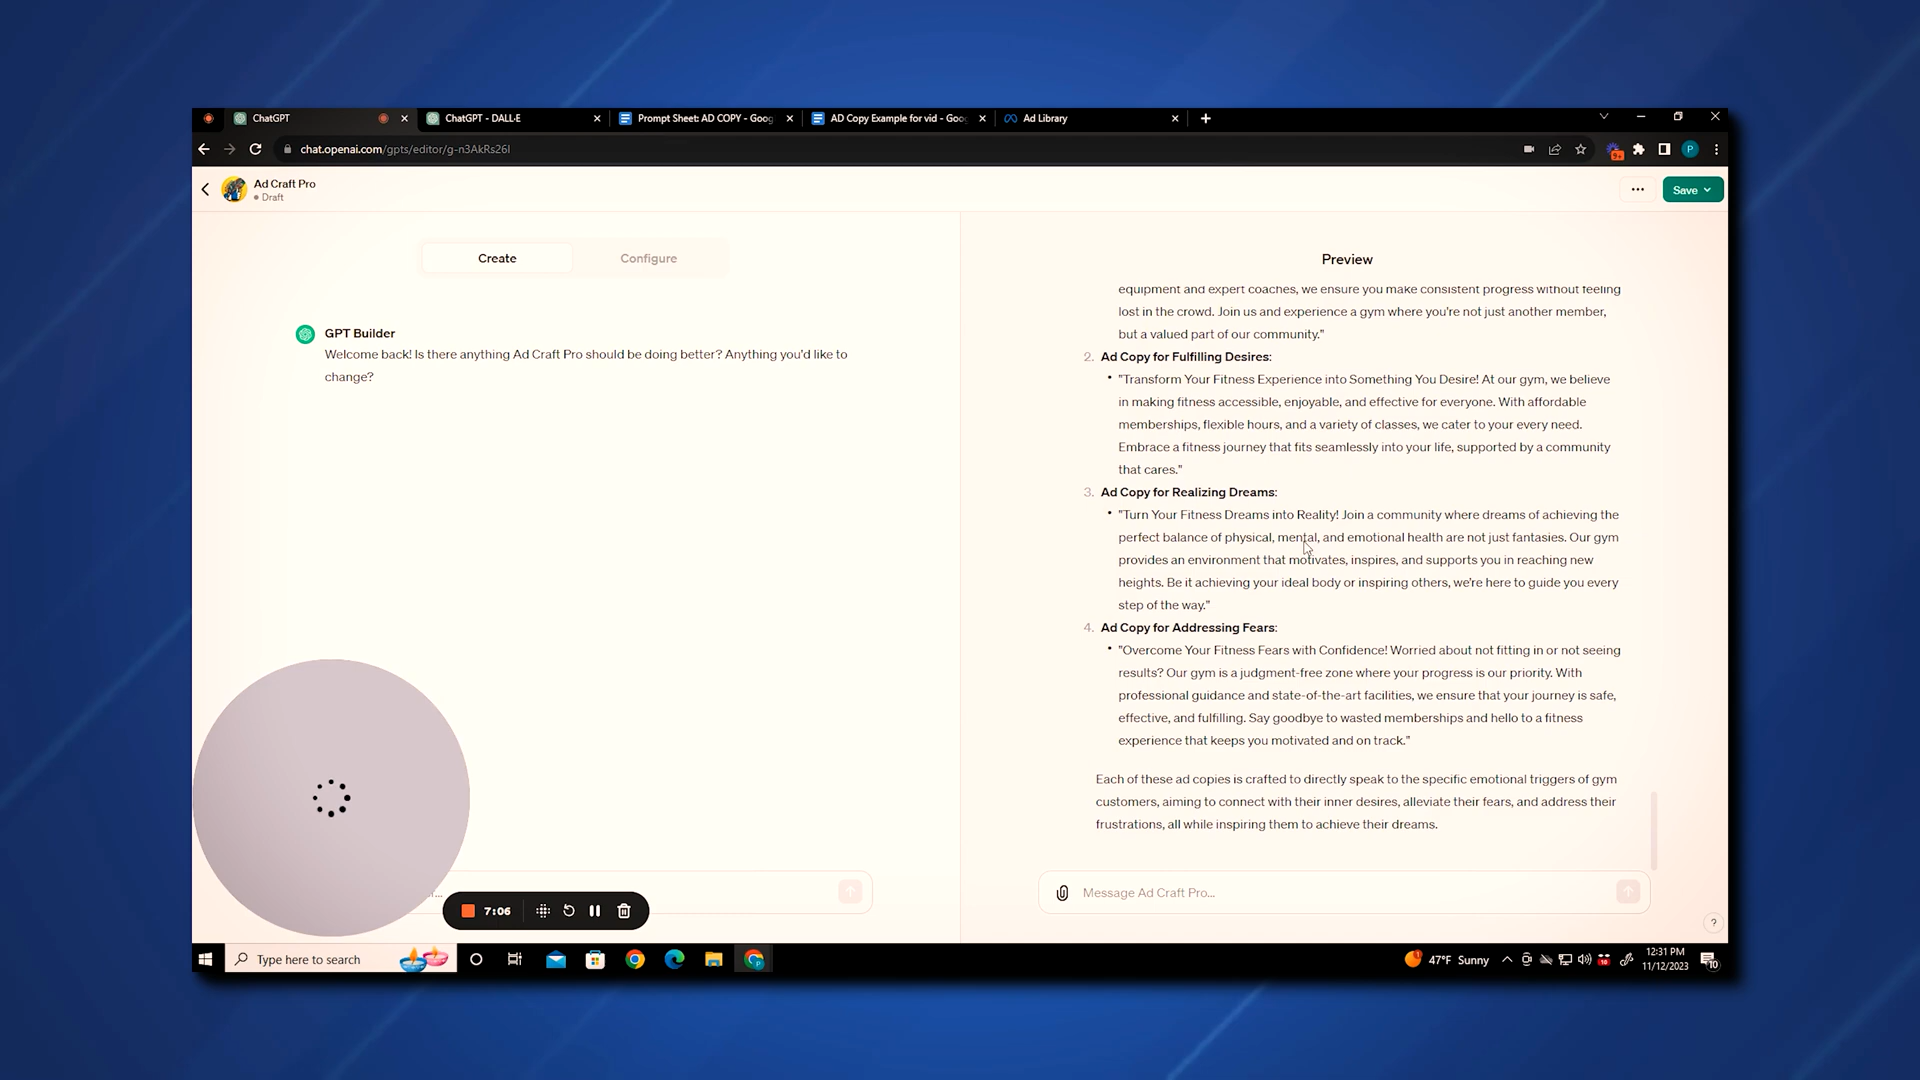 ChatGPT
ChatGPT - DALL·E
Prompt Sheet: AD COPY - Goog
AD Copy Example for vid - Goo
Ad Library
chat.openai.com/gpts/editor/g-n3AkRs26l
9+
P
Ad Craft Pro
Draft
Save
Create
Configure
Preview
GPT Builder
Welcome back! Is there anything Ad Craft Pro should be doing better? Anything you'd like to
change?
equipment and expert coaches, we ensure you make consistent progress without feeling
lost in the crowd. Join us and experience a gym where you're not just another member,
but a valued part of our community."
2. Ad Copy for Fulfilling Desires:
• "Transform Your Fitness Experience into Something You Desire! At our gym, we believe
in making fitness accessible, enjoyable, and effective for everyone. With affordable
memberships, flexible hours, and a variety of classes, we cater to your every need.
Embrace a fitness journey that fits seamlessly into your life, supported by a community
that cares."
3. Ad Copy for Realizing Dreams:
• "Turn Your Fitness Dreams into Reality! Join a community where dreams of achieving the
perfect balance of physical, mental, and emotional health are not just fantasies. Our gym
provides an environment that motivates, inspires, and supports you in reaching new
heights. Be it achieving your ideal body or inspiring others, we're here to guide you every
step of the way."
4. Ad Copy for Addressing Fears:
• "Overcome Your Fitness Fears with Confidence! Worried about not fitting in or not seeing
results? Our gym is a judgment-free zone where your progress is our priority. With
professional guidance and state-of-the-art facilities, we ensure that your journey is safe,
effective, and fulfilling. Say goodbye to wasted memberships and hello to a fitness
experience that keeps you motivated and on track."
Each of these ad copies is crafted to directly speak to the specific emotional triggers of gym
customers, aiming to connect with their inner desires, alleviate their fears, and address their
frustrations, all while inspiring them to achieve their dreams.
Message Ad Craft Pro...
7:06
?
Type here to search
47°F Sunny
12:31 PM
11/12/2023
10